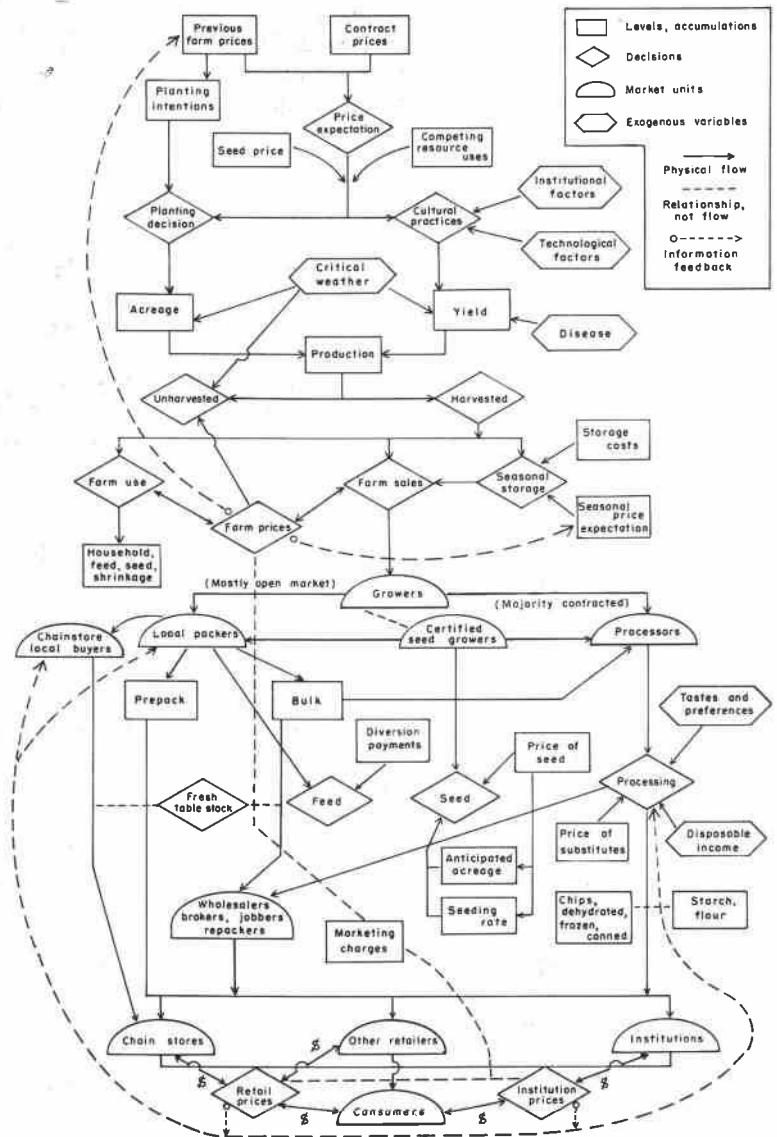 Previous
farm prices
Contract
prices
Levels, accumulations
Decisions
Market units
Exogenous variables
Physical flow
Relationship,
not flow
Information
feedback
Planting
intentions
Price
expectation
Seed price
Competing
resource
uses
Institutional
factors
Planting
decision
Cultural
practices
Technological
factors
Critical
weather
Acreage
Yield
Disease
Production
Unharvested
Harvested
Storage
costs
Farm use
Farm sales
Seasonal
storage
Farm prices
Seasonal
price
expectation
Household,
feed, seed,
shrinkage
(Mostly open market)
Growers
(Majority contracted)
Chainstore
local buyers
Local packers
Certified
seed growers
Processors
Prepack
Bulk
Tastes and
preferences
Diversion
payments
Price of
seed
Fresh
table stock
Feed
Seed
Processing
Price of
substitutes
Disposable
income
Anticipated
acreage
Wholesalers
brokers, jobbers
repackers
Marketing
charges
Seeding
rate
Chips,
dehydrated,
frozen, canned
Starch,
flour
Chain stores
$
Other retailers
Institutions
$
$
Retail
prices
Institution
prices
$
$
Consumers
$